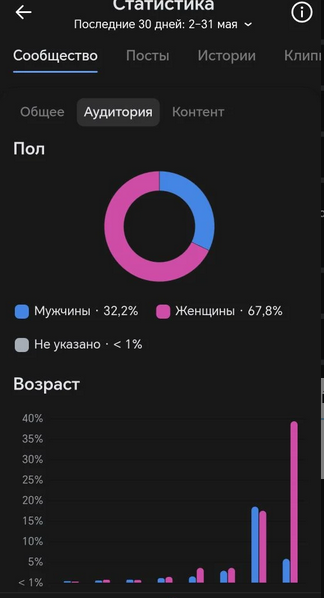 Статистика
Последние 30 дней: 2–31 мая
Сообщество Посты Истории Клип
Общее Аудитория Контент
Пол
Мужчины · 32,2% Женщины · 67,8%
Не указано · < 1%
Возраст
40%
35%
30%
25%
20%
15%
10%
5%
< 1%